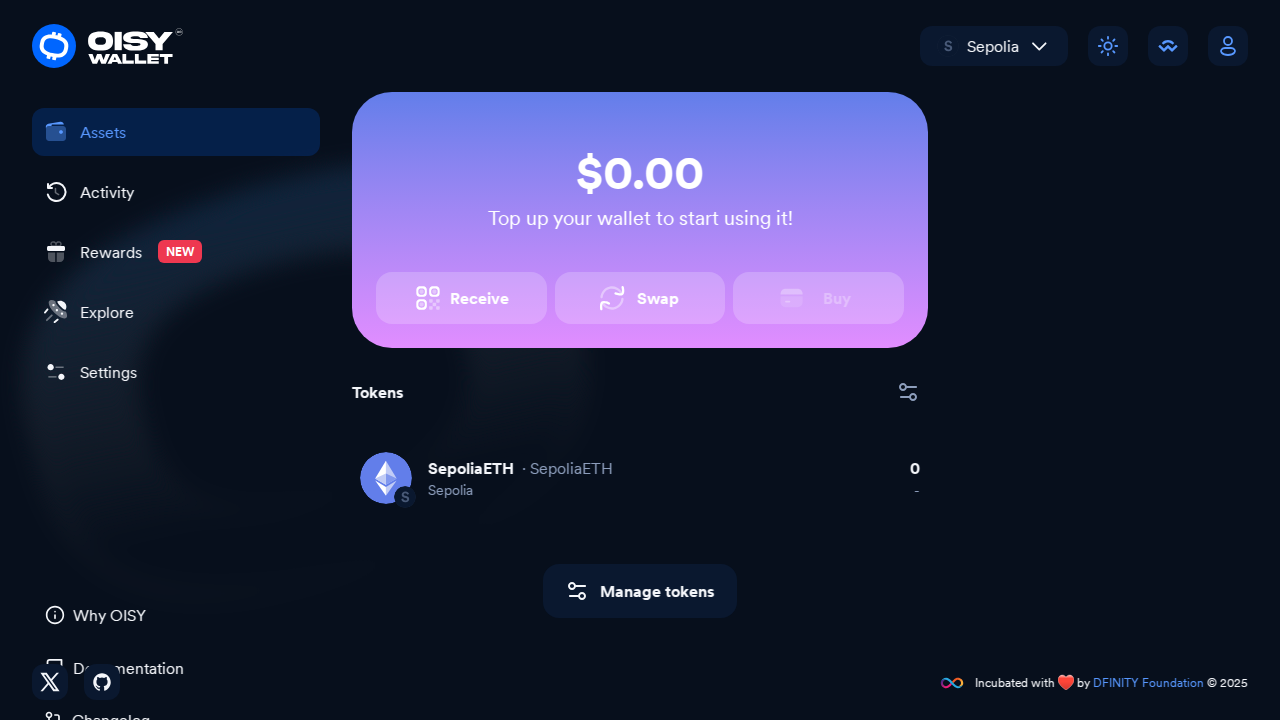 OISY
WALLET
S Sepolia
Assets
Activity
Rewards NEW
Explore
Settings
$0.00
Top up your wallet to start using it!
Receive
Swap
Buy
Tokens
SepoliaETH · SepoliaETH
0
Sepolia
-
S
Manage tokens
Why OISY
Documentation
Changelog
Incubated with ❤️ by DFINITY Foundation © 2025